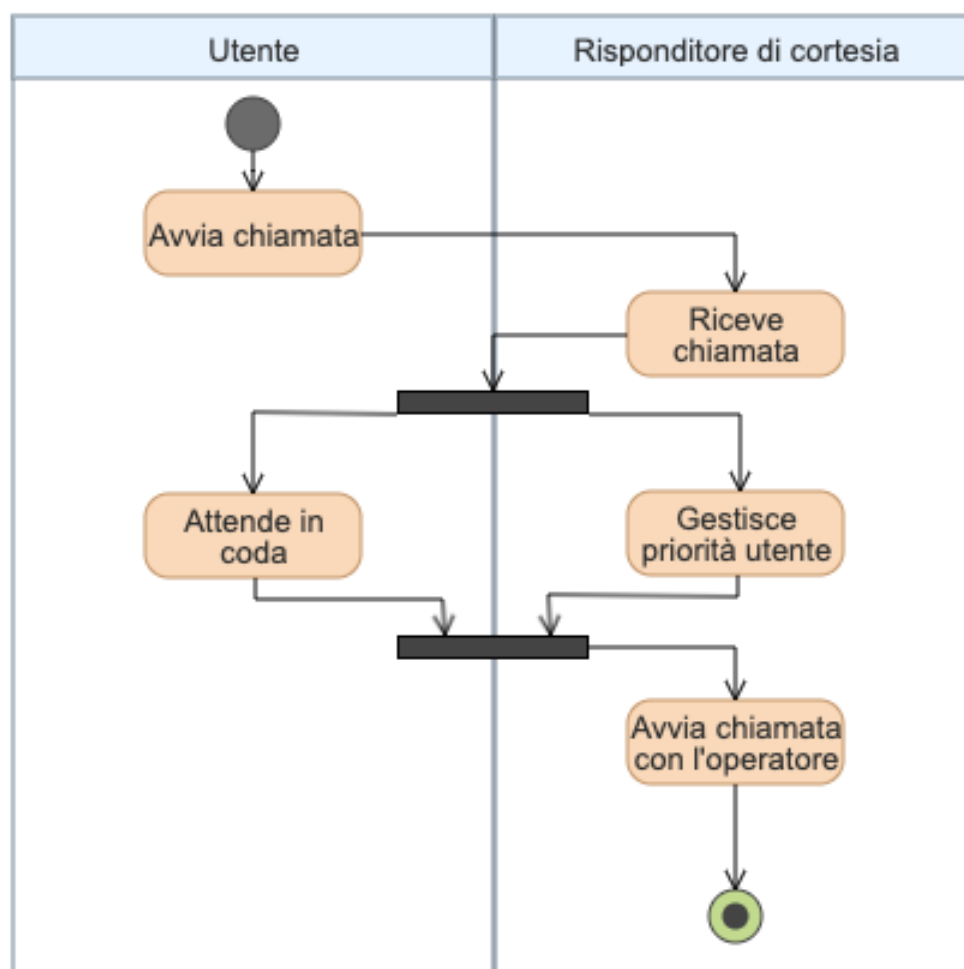 Utente
Risponditore di cortesia
Avvia chiamata
Riceve
chiamata
Attende in
coda
Gestisce
priorità utente
Avvia chiamata
con l'operatore